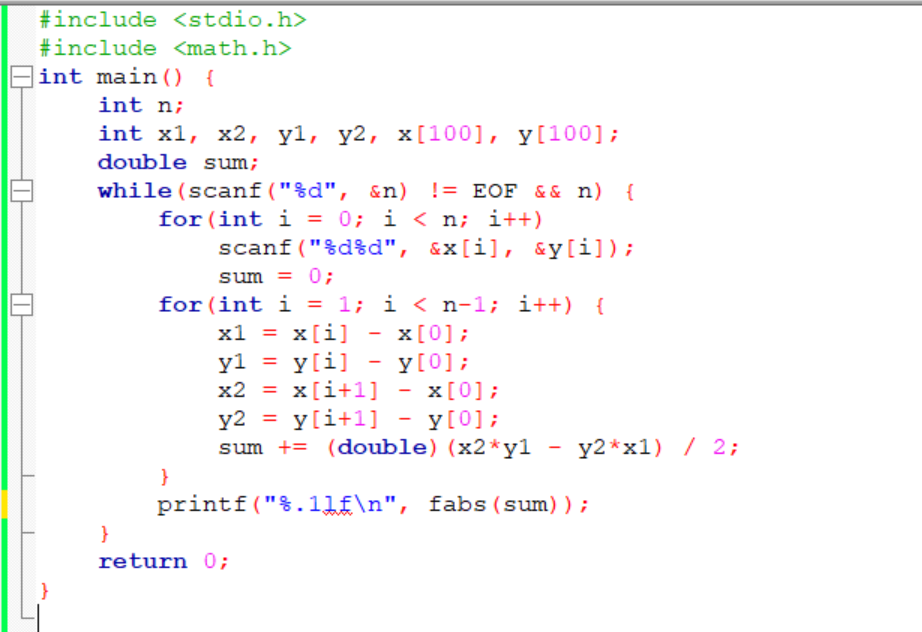 #include <stdio.h>
#include <math.h>
int main() {
    int n;
    int x1, x2, y1, y2, x[100], y[100];
    double sum;
    while(scanf("%d", &n) != EOF && n) {
        for(int i = 0; i < n; i++)
            scanf("%d%d", &x[i], &y[i]);
            sum = 0;
        for(int i = 1; i < n-1; i++) {
            x1 = x[i] - x[0];
            y1 = y[i] - y[0];
            x2 = x[i+1] - x[0];
            y2 = y[i+1] - y[0];
            sum += (double)(x2*y1 - y2*x1) / 2;
        }
        printf("%.1lf\n", fabs(sum));
    }
    return 0;
}